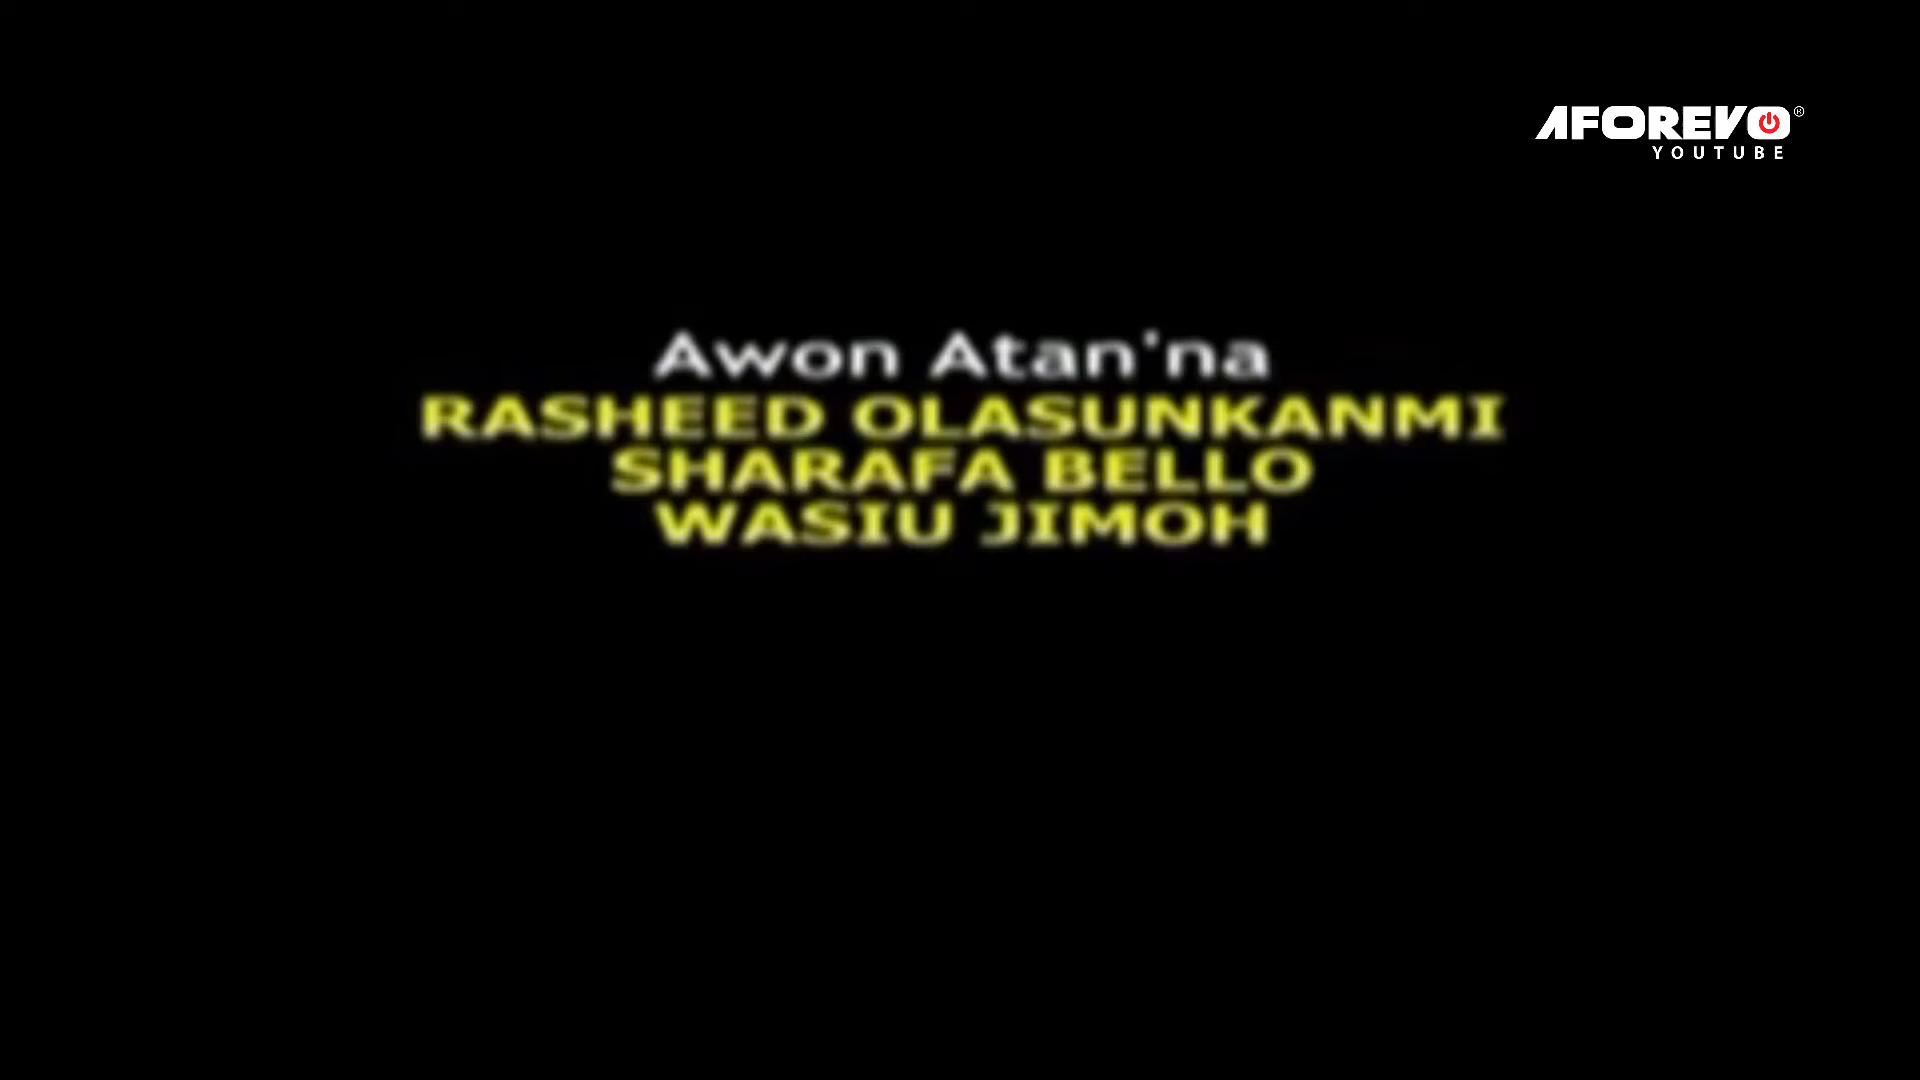 AFOREVO®
YOUTUBE
Awon Atan'na
RASHEED OLASUNKANMI
SHARAFA BELLO
WASIU JIMOH